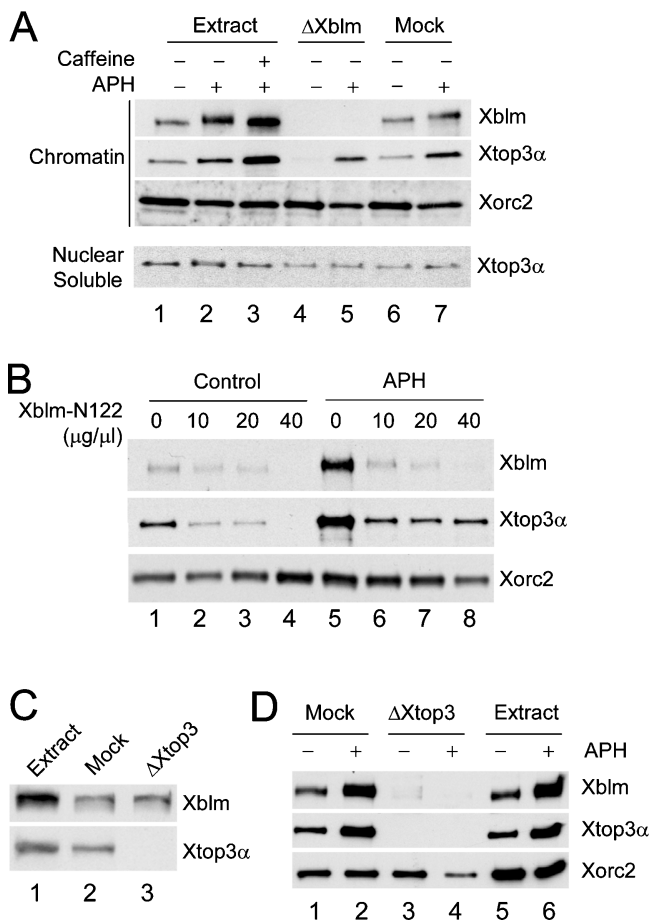 A
Extract ΔXblm Mock
Caffeine − − + − − − −
APH − + + − + − +
Chromatin
Xblm
Xtop3α
Xorc2
Nuclear Soluble
Xtop3α
1 2 3 4 5 6 7
B
Control APH
Xblm-N122 (μg/μl)
0 10 20 40 0 10 20 40
Xblm
Xtop3α
Xorc2
1 2 3 4 5 6 7 8
C
Extract Mock ΔXtop3
Xblm
Xtop3α
1 2 3
D
Mock ΔXtop3 Extract
− + − + − + APH
Xblm
Xtop3α
Xorc2
1 2 3 4 5 6